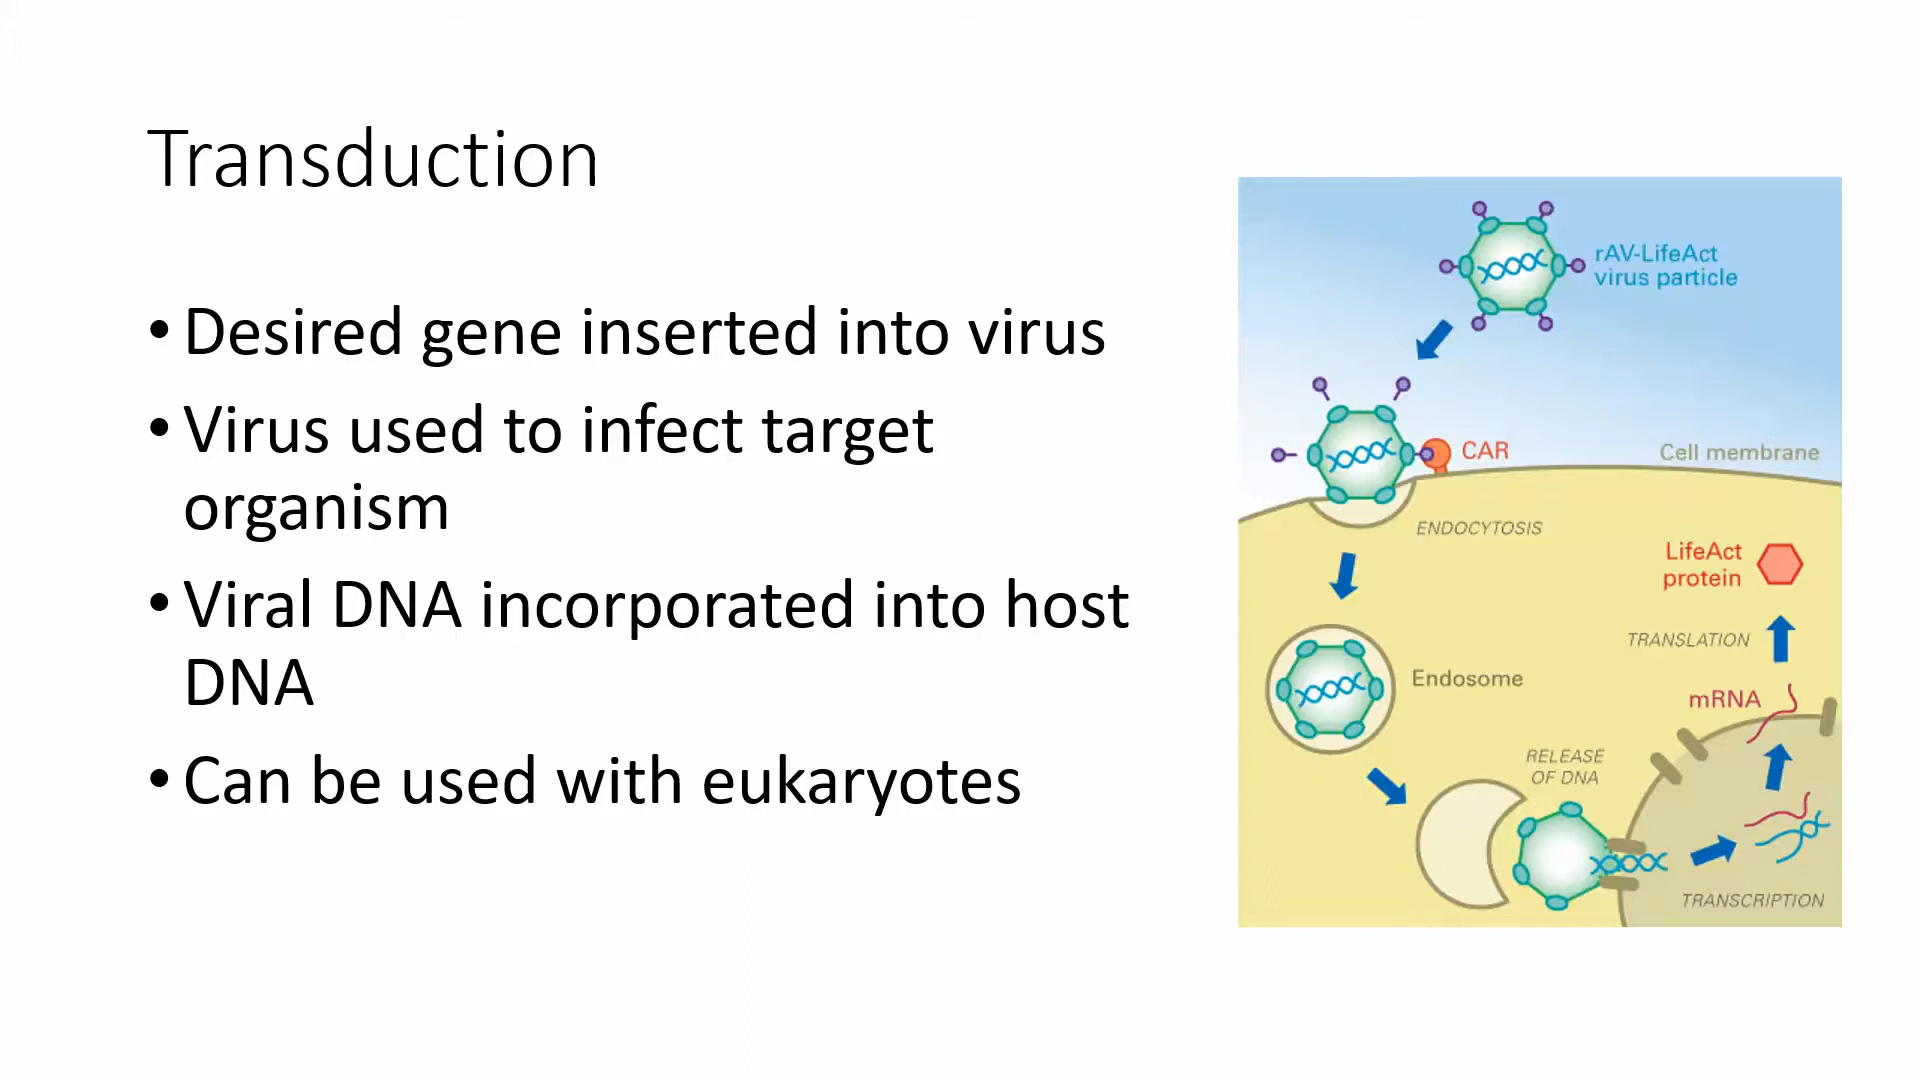 Transduction
• Desired gene inserted into virus
• Virus used to infect target
organism
• Viral DNA incorporated into host
DNA
• Can be used with eukaryotes
rAV-LifeAct
virus particle
CAR
Cell membrane
ENDOCYTOSIS
LifeAct
protein
TRANSLATION
Endosome
mRNA
RELEASE
OF DNA
TRANSCRIPTION